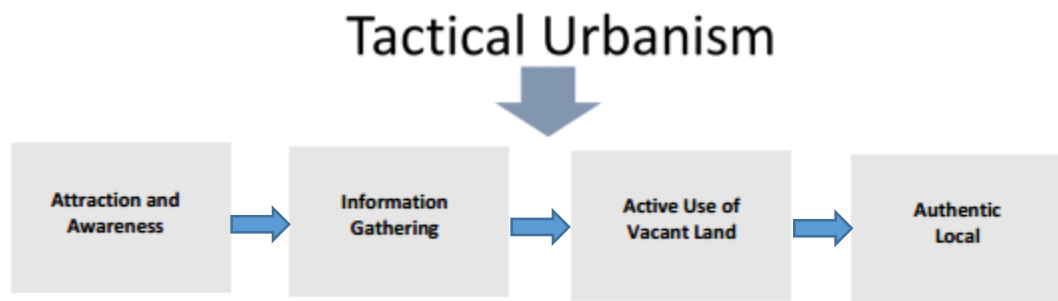 Tactical Urbanism
Attraction and
Awareness
Information
Gathering
Active Use of
Vacant Land
Authentic
Local